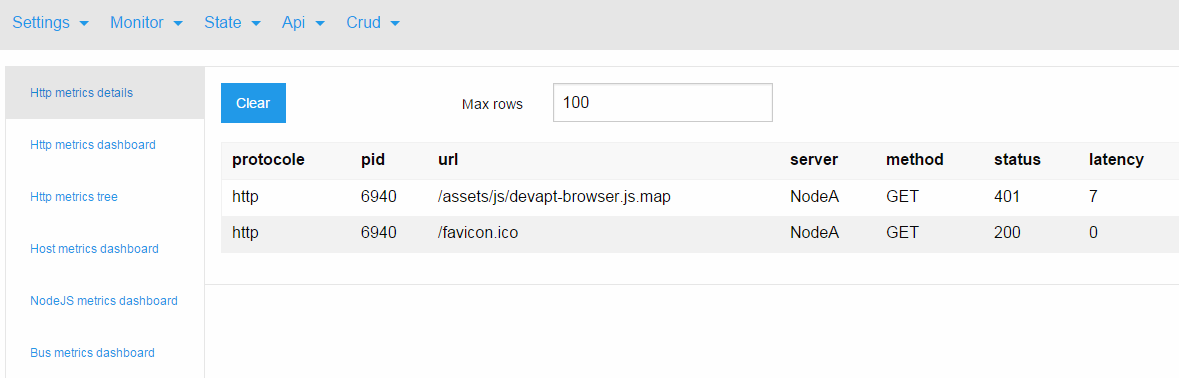 Settings Monitor State Api Crud
Http metrics details
Http metrics dashboard
Http metrics tree
Host metrics dashboard
NodeJS metrics dashboard
Bus metrics dashboard
Clear Max rows 100
protocole pid url server method status latency
http 6940 /assets/js/devapt-browser.js.map NodeA GET 401 7
http 6940 /favicon.ico NodeA GET 200 0